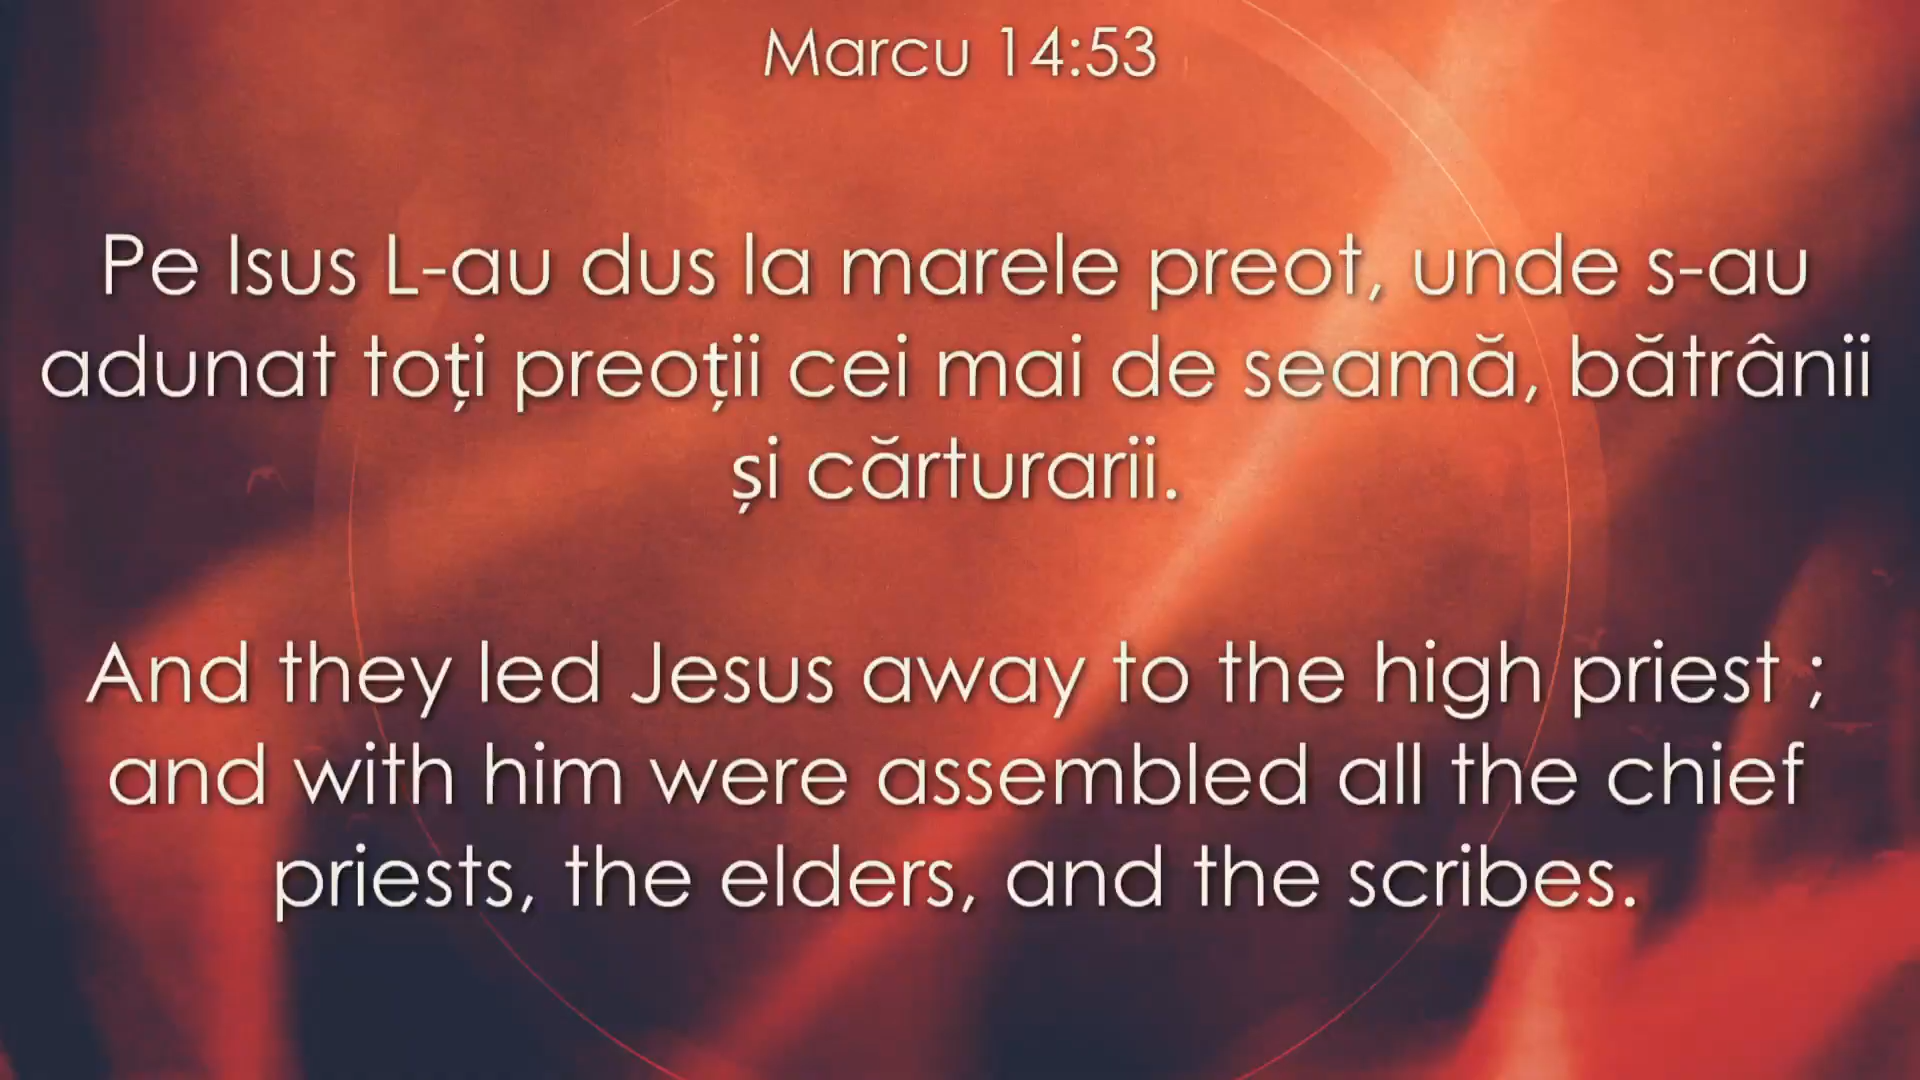 Marcu 14:53
Pe Isus L-au dus la marele preot, unde s-au
adunat toți preoții cei mai de seamă, bătrânii
și cărturarii.
And they led Jesus away to the high priest ;
and with him were assembled all the chief
priests, the elders, and the scribes.